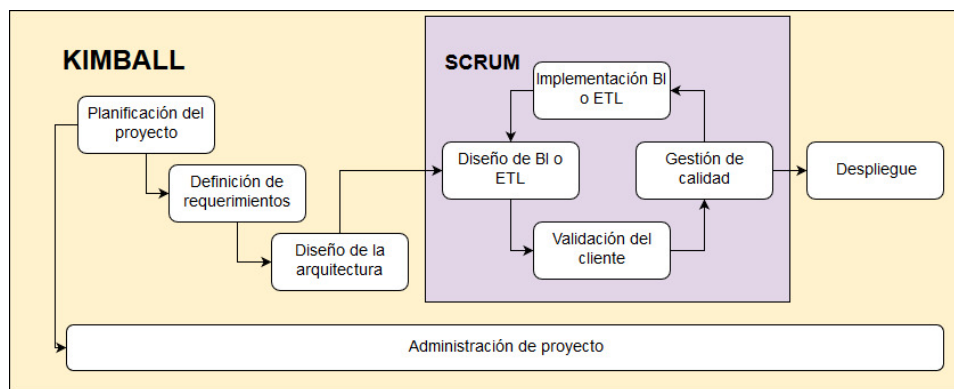 KIMBALL
Planificación del
proyecto
Definición de
requerimientos
Diseño de la
arquitectura
SCRUM
Implementación BI
o ETL
Diseño de BI o
ETL
Gestión de
calidad
Validación del
cliente
Despliegue
Administración de proyecto